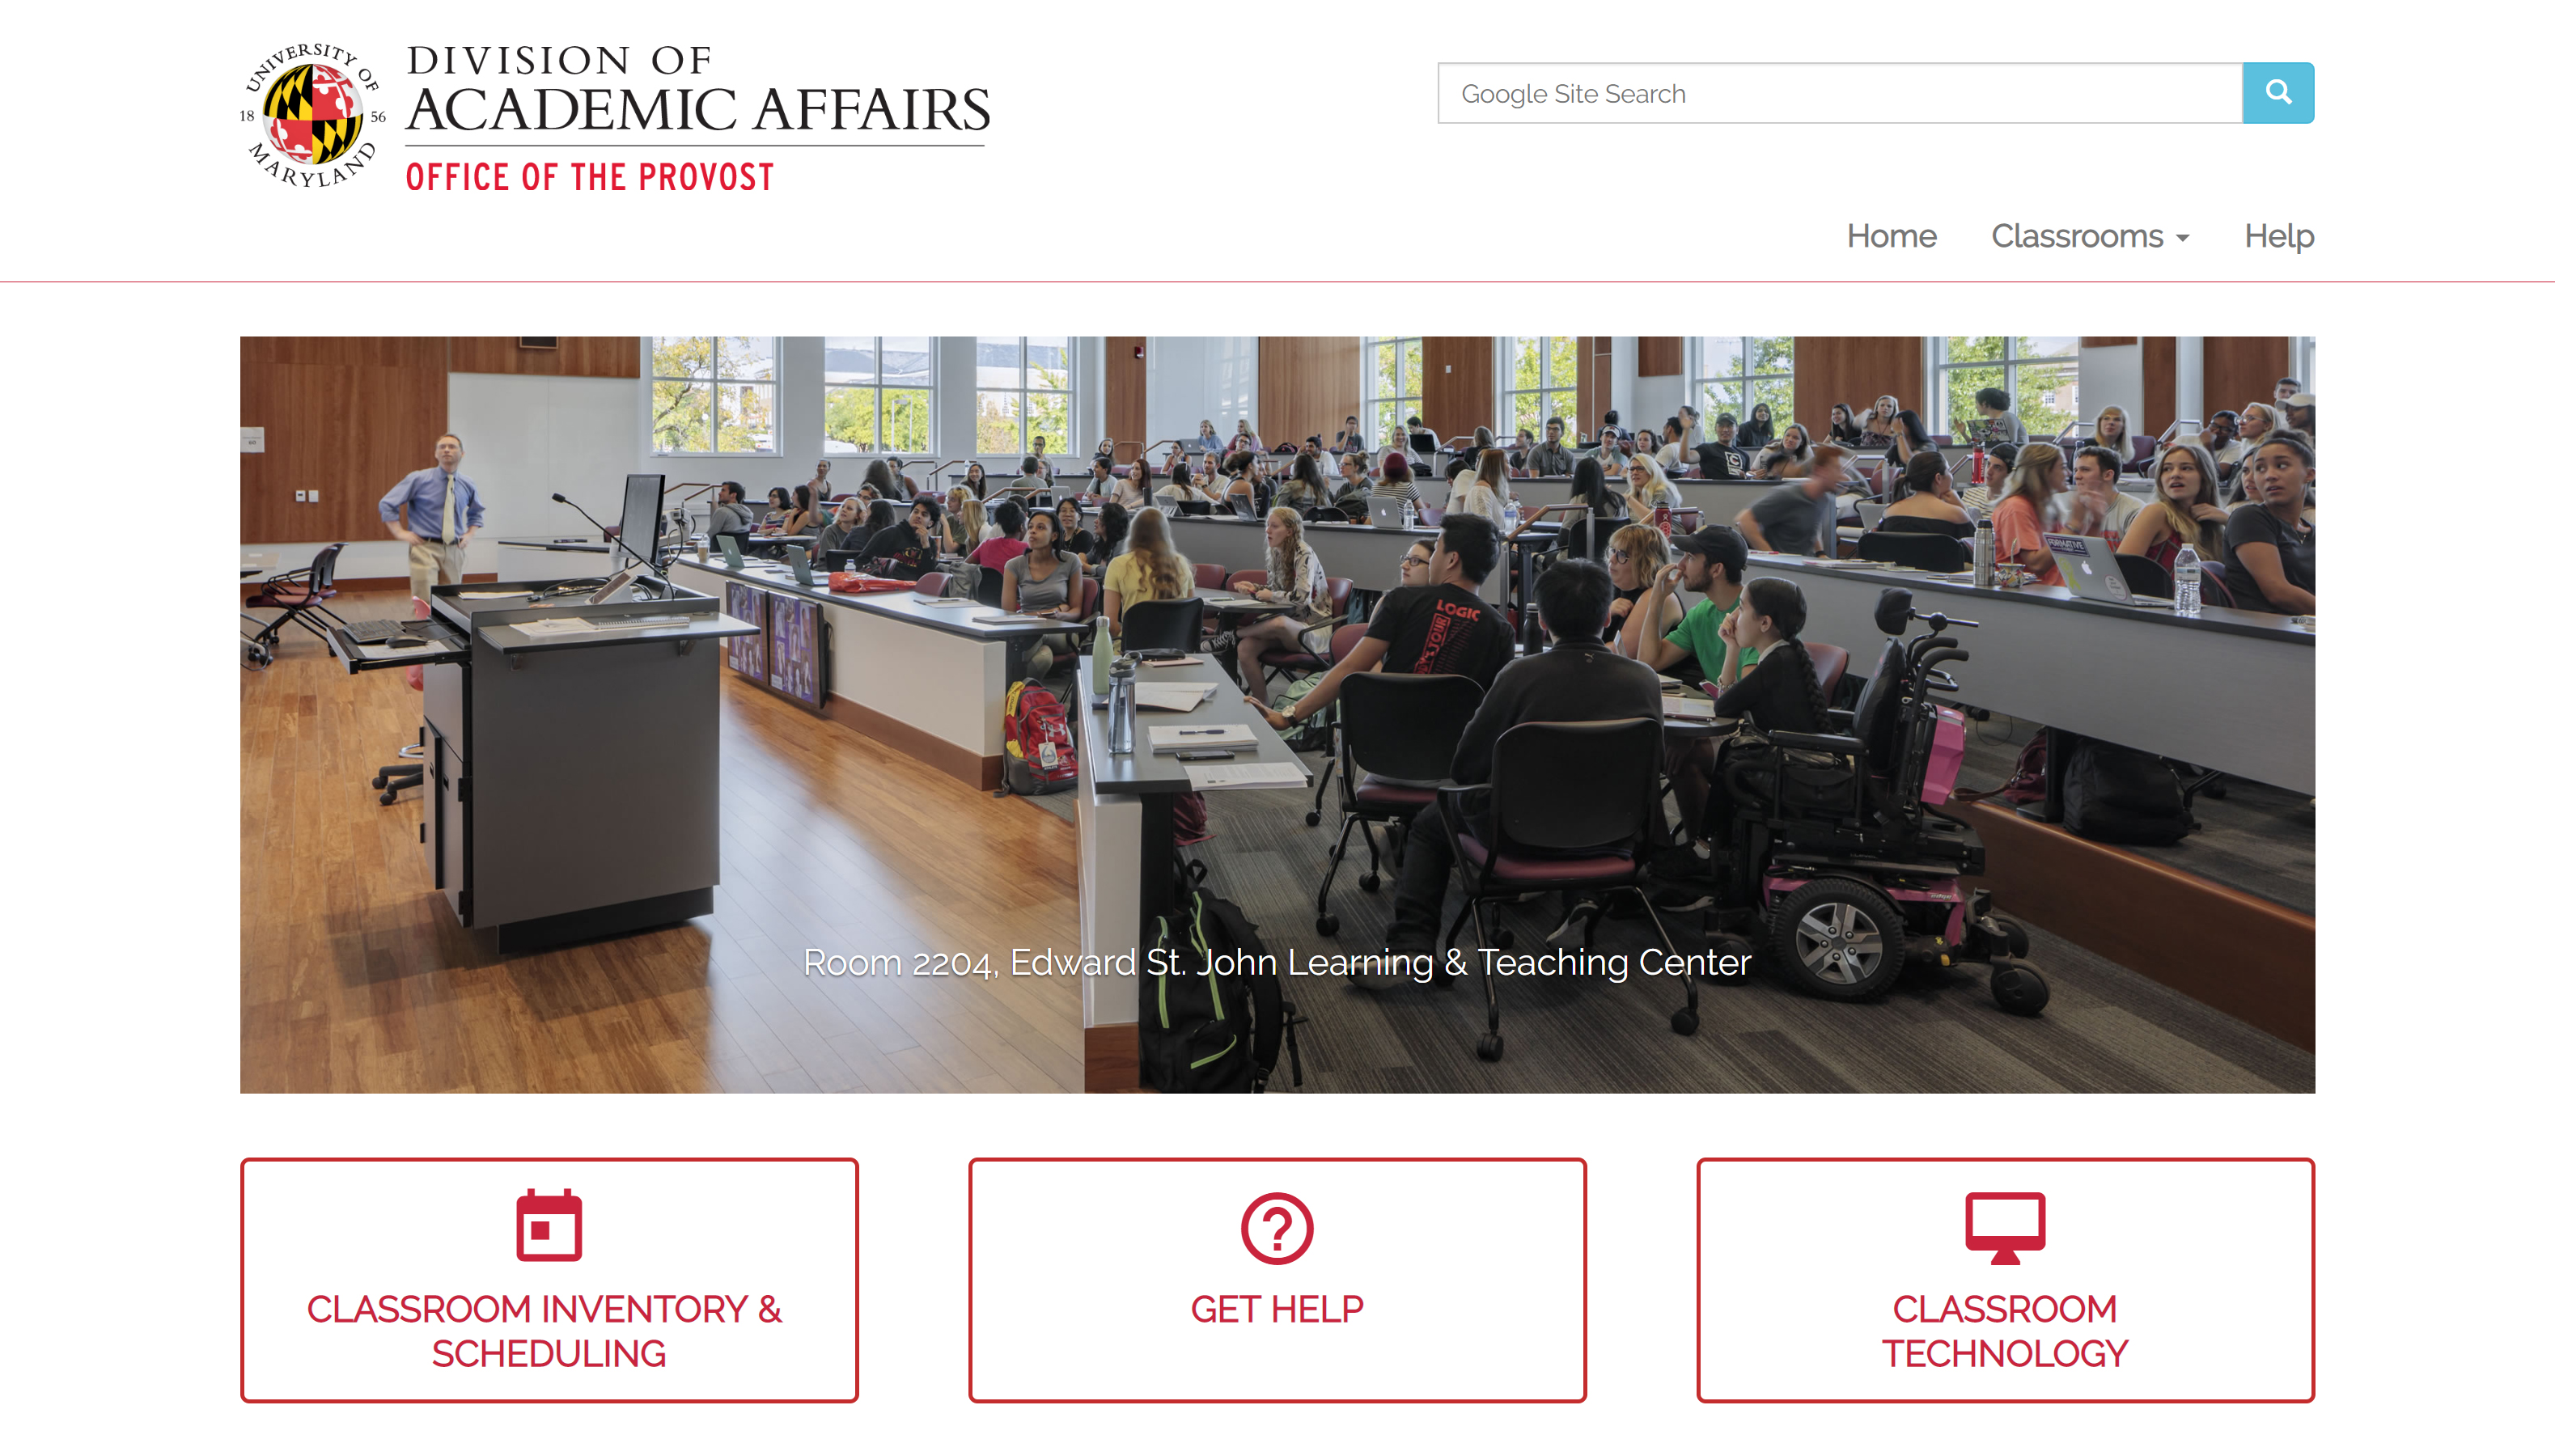 UNIVERSITY OF
18 56
MARYLAND
DIVISION OF
ACADEMIC AFFAIRS
OFFICE OF THE PROVOST
Google Site Search
Home Classrooms Help
LOGIC
Room 2204, Edward St. John Learning & Teaching Center
CLASSROOM INVENTORY &
SCHEDULING
GET HELP
CLASSROOM
TECHNOLOGY